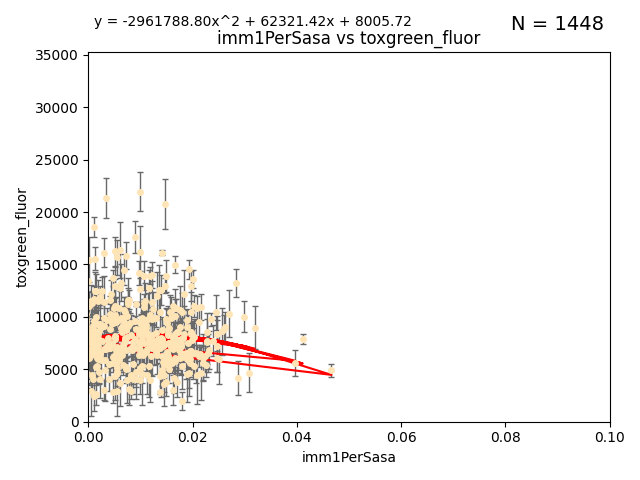 y = -2961788.80x^2 + 62321.42x + 8005.72
N = 1448
imm1PerSasa vs toxgreen_fluor
35000
30000
25000
20000
15000
10000
5000
0
toxgreen_fluor
0.00 0.02 0.04 0.06 0.08 0.10
imm1PerSasa